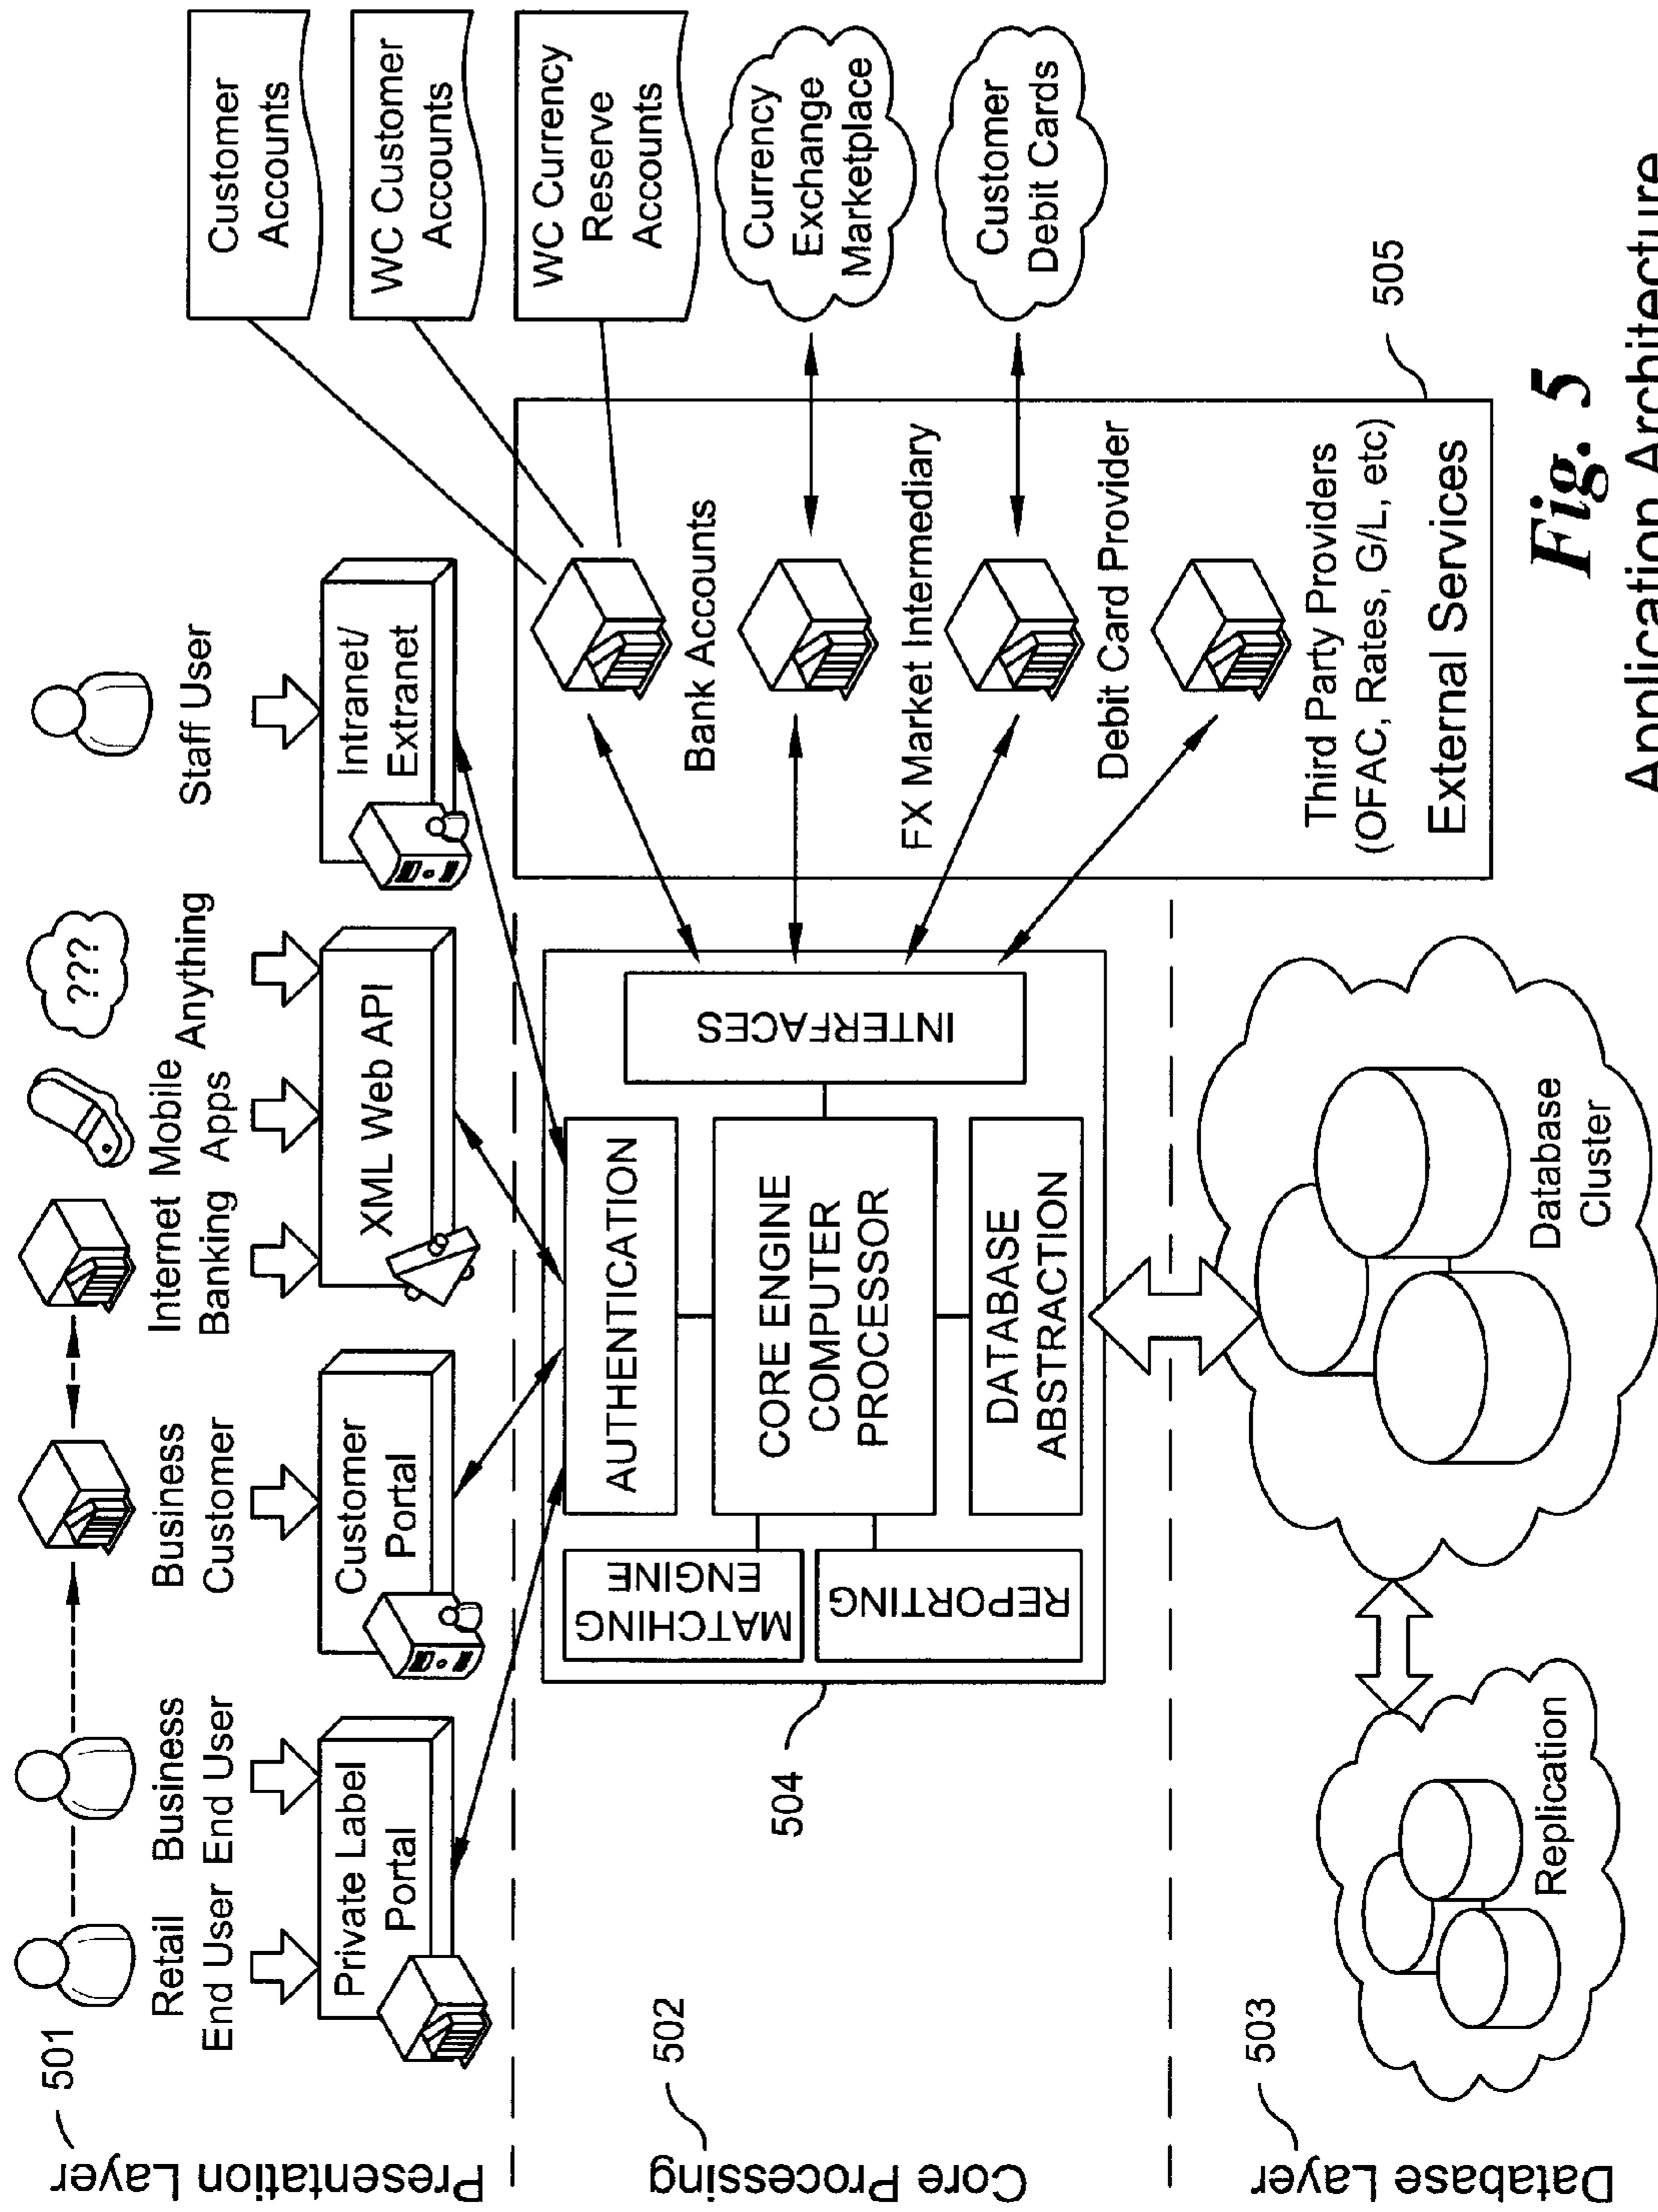 Presentation Layer
501
Retail
End User
Business
End User
Business
Customer
Internet
Banking
Mobile
Apps
Anything
???
Staff User
Private Label
Portal
Customer
Portal
XML Web API
Intranet/
Extranet
Customer
Accounts
WC Customer
Accounts
WC Currency
Reserve
Accounts
Currency
Exchange
Marketplace
Customer
Debit Cards
Core Processing
502
504
MATCHING
ENGINE
REPORTING
AUTHENTICATION
CORE ENGINE
COMPUTER
PROCESSOR
DATABASE
ABSTRACTION
INTERFACES
Bank Accounts
FX Market Intermediary
Debit Card Provider
Third Party Providers
(OFAC, Rates, G/L, etc)
External Services
505
Database Layer
503
Replication
Database
Cluster
Fig. 5
Application Architecture